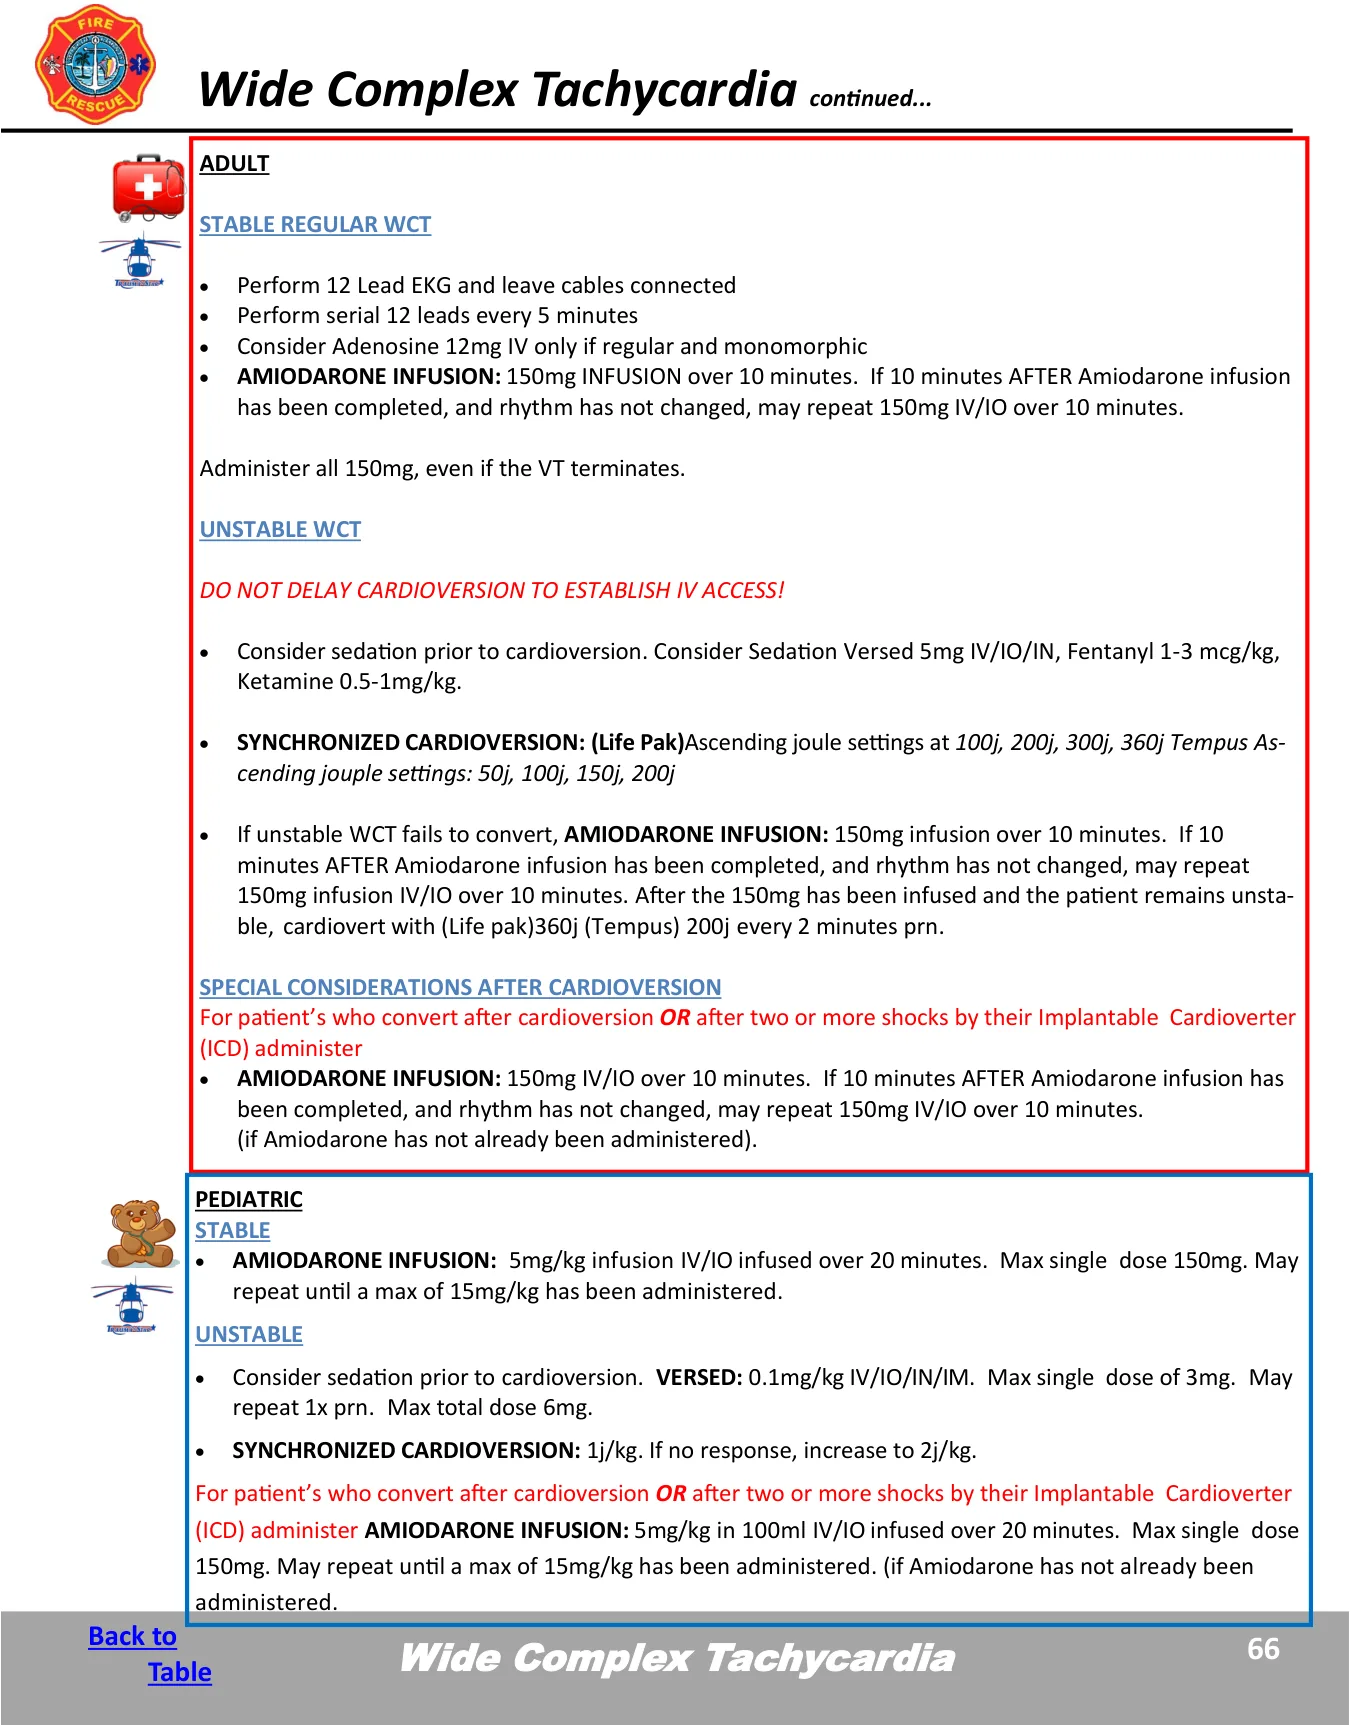 FIRE
RESCUE
Wide Complex Tachycardia continued...
ADULT
STABLE REGULAR WCT
• Perform 12 Lead EKG and leave cables connected
• Perform serial 12 leads every 5 minutes
• Consider Adenosine 12mg IV only if regular and monomorphic
• AMIODARONE INFUSION: 150mg INFUSION over 10 minutes.  If 10 minutes AFTER Amiodarone infusion
has been completed, and rhythm has not changed, may repeat 150mg IV/IO over 10 minutes.
Administer all 150mg, even if the VT terminates.
UNSTABLE WCT
DO NOT DELAY CARDIOVERSION TO ESTABLISH IV ACCESS!
• Consider sedation prior to cardioversion. Consider Sedation Versed 5mg IV/IO/IN, Fentanyl 1-3 mcg/kg,
Ketamine 0.5-1mg/kg.
• SYNCHRONIZED CARDIOVERSION: (Life Pak)Ascending joule settings at 100j, 200j, 300j, 360j Tempus As-
cending jouple settings: 50j, 100j, 150j, 200j
• If unstable WCT fails to convert, AMIODARONE INFUSION: 150mg infusion over 10 minutes.  If 10
minutes AFTER Amiodarone infusion has been completed, and rhythm has not changed, may repeat
150mg infusion IV/IO over 10 minutes. After the 150mg has been infused and the patient remains unsta-
ble, cardiovert with (Life pak)360j (Tempus) 200j every 2 minutes prn.
SPECIAL CONSIDERATIONS AFTER CARDIOVERSION
For patient’s who convert after cardioversion OR after two or more shocks by their Implantable  Cardioverter
(ICD) administer
• AMIODARONE INFUSION: 150mg IV/IO over 10 minutes.  If 10 minutes AFTER Amiodarone infusion has
been completed, and rhythm has not changed, may repeat 150mg IV/IO over 10 minutes.
(if Amiodarone has not already been administered).
PEDIATRIC
STABLE
• AMIODARONE INFUSION:  5mg/kg infusion IV/IO infused over 20 minutes.  Max single  dose 150mg. May
repeat until a max of 15mg/kg has been administered.
UNSTABLE
• Consider sedation prior to cardioversion.  VERSED: 0.1mg/kg IV/IO/IN/IM.  Max single  dose of 3mg.  May
repeat 1x prn.  Max total dose 6mg.
• SYNCHRONIZED CARDIOVERSION: 1j/kg. If no response, increase to 2j/kg.
For patient’s who convert after cardioversion OR after two or more shocks by their Implantable  Cardioverter
(ICD) administer AMIODARONE INFUSION: 5mg/kg in 100ml IV/IO infused over 20 minutes.  Max single  dose
150mg. May repeat until a max of 15mg/kg has been administered. (if Amiodarone has not already been
administered.
Back to
Table
Wide Complex Tachycardia
66